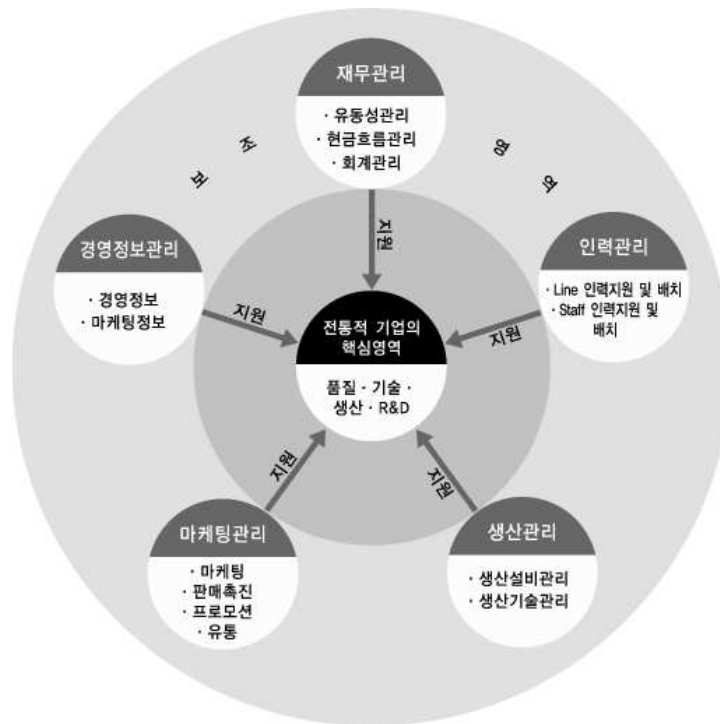 재무관리
· 유동성관리
· 현금흐름관리
· 회계관리
보 조 영 역
경영정보관리
· 경영정보
· 마케팅정보
인력관리
· Line 인력지원 및 배치
· Staff 인력지원 및
배치
지원
지원
지원
전통적 기업의
핵심영역
품질 · 기술 ·
생산 · R&D
지원
지원
마케팅관리
· 마케팅
· 판매촉진
· 프로모션
· 유통
생산관리
· 생산설비관리
· 생산기술관리